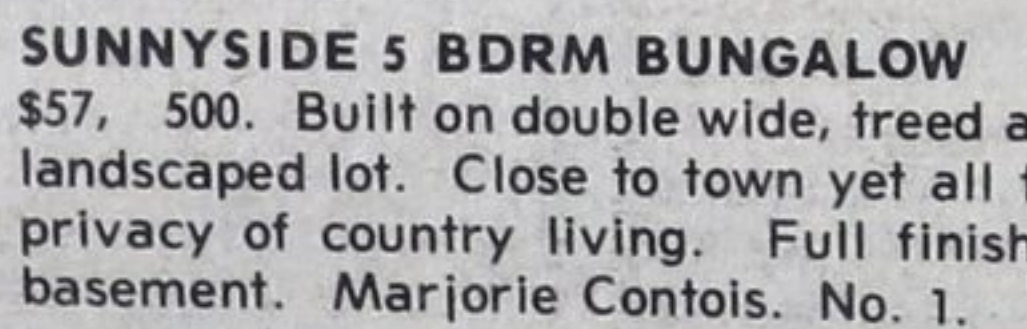 SUNNYSIDE 5 BDRM BUNGALOW
$57, 500. Built on double wide, treed a
landscaped lot. Close to town yet all
privacy of country living. Full finish
basement. Marjorie Contois. No. 1.